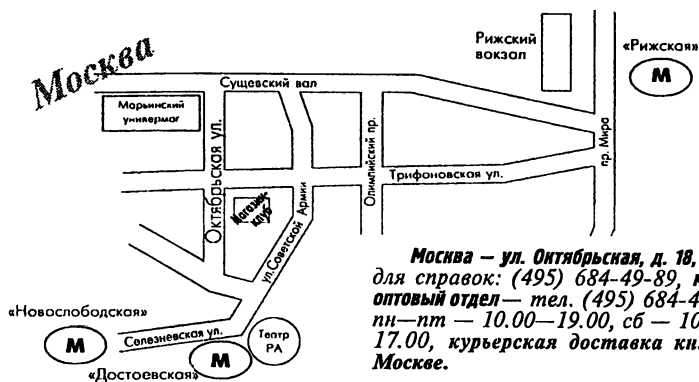 Москва
Рижский
вокзал
«Рижская»
М
Сущевский вал
Марьинский
универмаг
Октябрьская ул.
Олимпийский пр.
пр. Мира
Трифоновская ул.
Магазин-
клуб
ул. Советской Армии
Москва — ул. Октябрьская, д. 18,
для справок: (495) 684-49-89,
оптовый отдел— тел. (495) 684-4
пн—пт — 10.00—19.00, сб — 10
17.00, курьерская доставка кн
Москве.
«Новослободская»
М
Селезневская ул.
М
Театр
РА
«Достоевская»